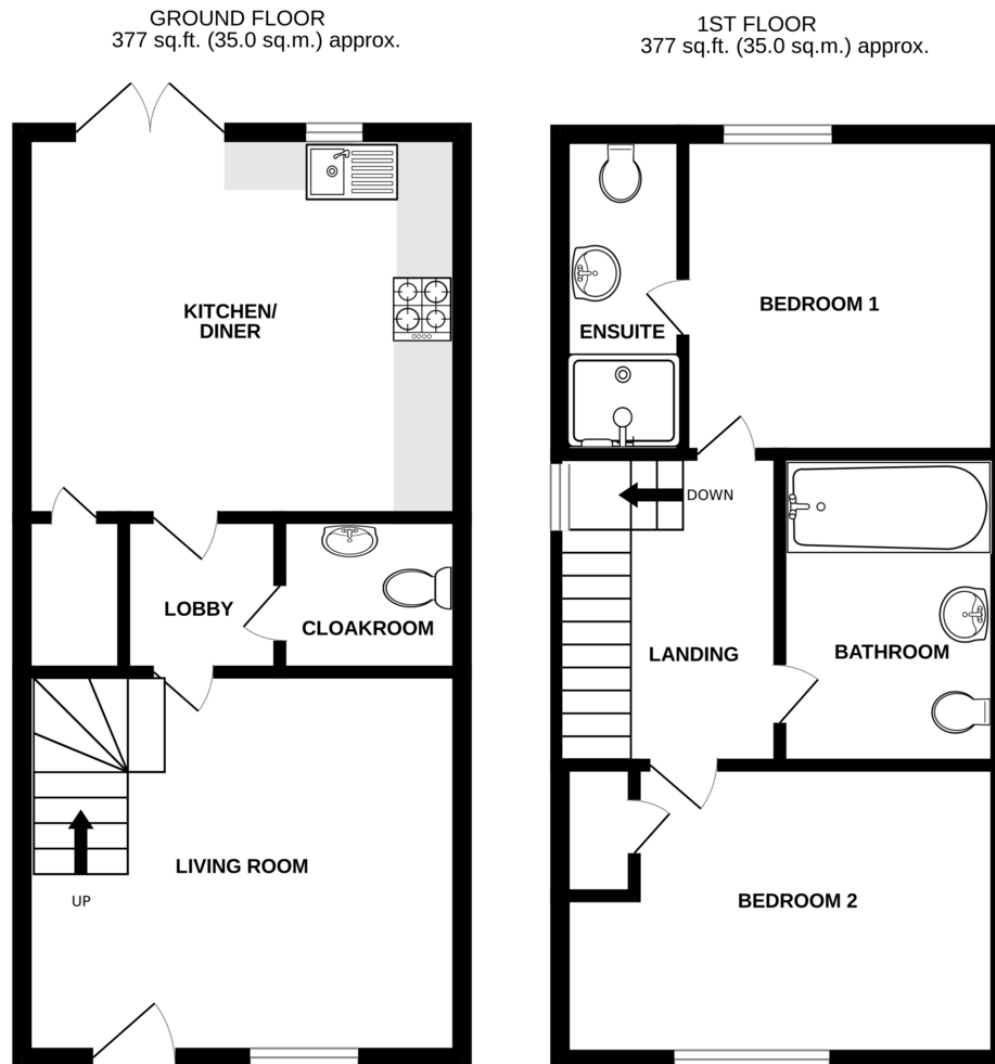 GROUND FLOOR
377 sq.ft. (35.0 sq.m.) approx.
KITCHEN/
DINER
LOBBY
CLOAKROOM
LIVING ROOM
UP
1ST FLOOR
377 sq.ft. (35.0 sq.m.) approx.
BEDROOM 1
ENSUITE
DOWN
LANDING
BATHROOM
BEDROOM 2